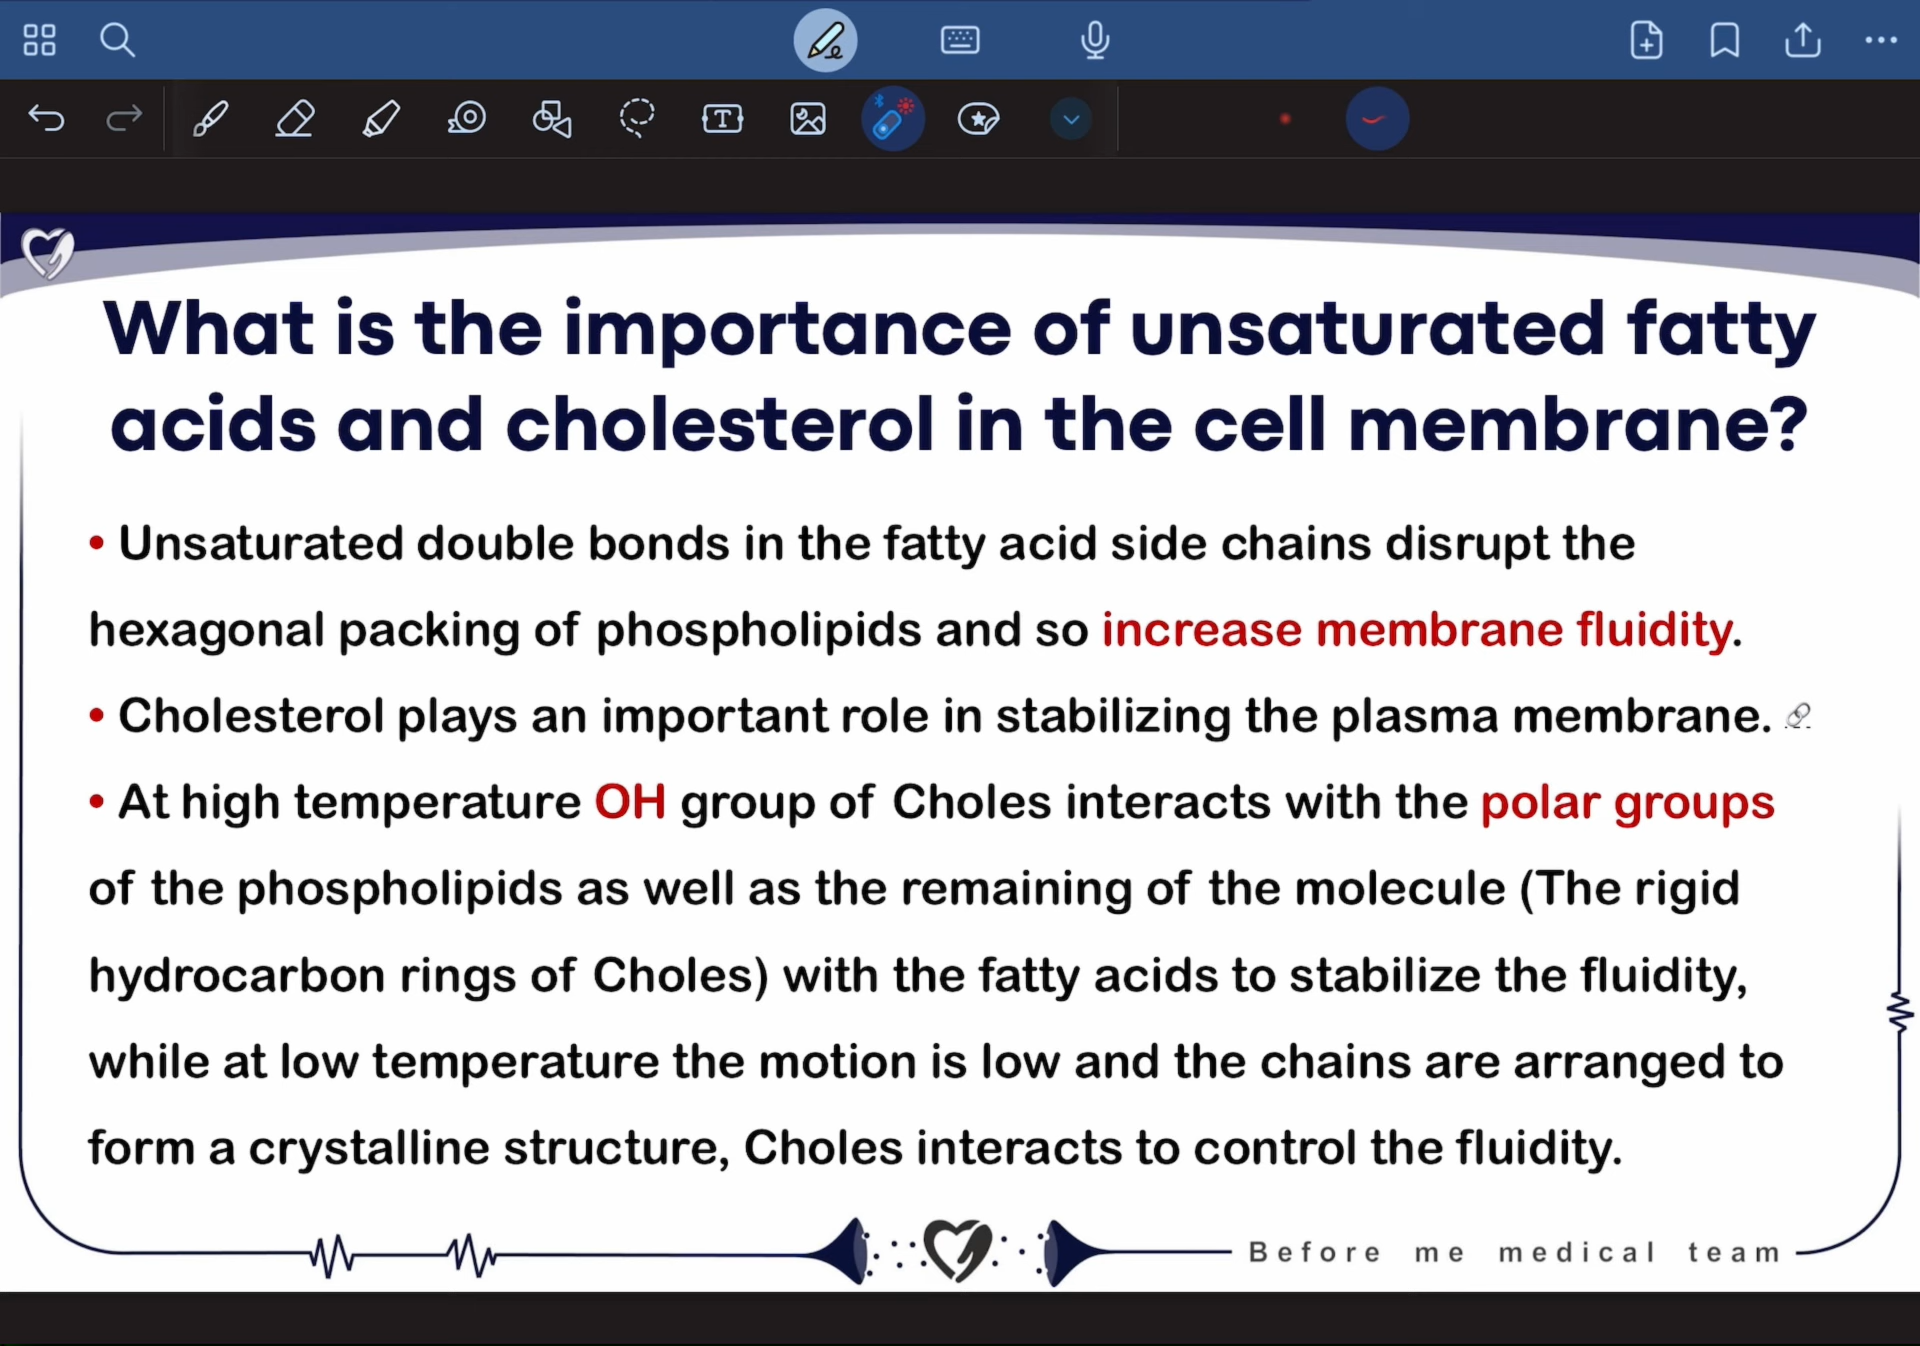 What is the importance of unsaturated fatty
acids and cholesterol in the cell membrane?
• Unsaturated double bonds in the fatty acid side chains disrupt the
hexagonal packing of phospholipids and so increase membrane fluidity.
• Cholesterol plays an important role in stabilizing the plasma membrane.
• At high temperature OH group of Choles interacts with the polar groups
of the phospholipids as well as the remaining of the molecule (The rigid
hydrocarbon rings of Choles) with the fatty acids to stabilize the fluidity,
while at low temperature the motion is low and the chains are arranged to
form a crystalline structure, Choles interacts to control the fluidity.
Before me medical team